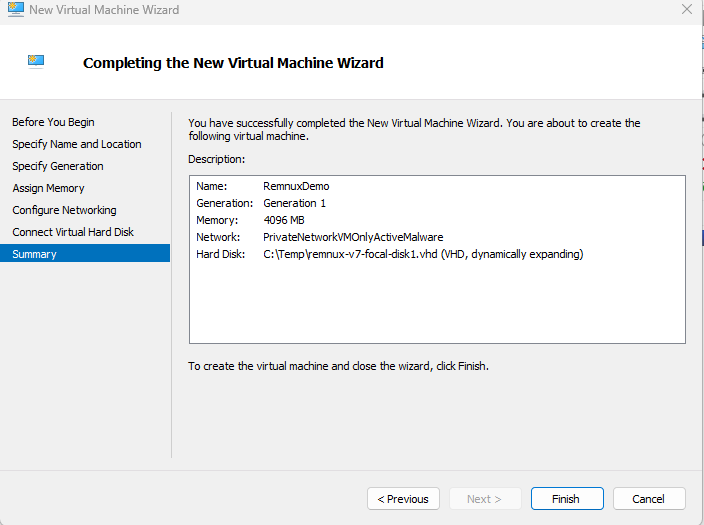 New Virtual Machine Wizard
Completing the New Virtual Machine Wizard
Before You Begin
Specify Name and Location
Specify Generation
Assign Memory
Configure Networking
Connect Virtual Hard Disk
Summary
You have successfully completed the New Virtual Machine Wizard. You are about to create the
following virtual machine.
Description:
Name: RemnuxDemo
Generation: Generation 1
Memory: 4096 MB
Network: PrivateNetworkVMOnlyActiveMalware
Hard Disk: C:\Temp\remnux-v7-focal-disk1.vhd (VHD, dynamically expanding)
To create the virtual machine and close the wizard, click Finish.
< Previous
Next >
Finish
Cancel